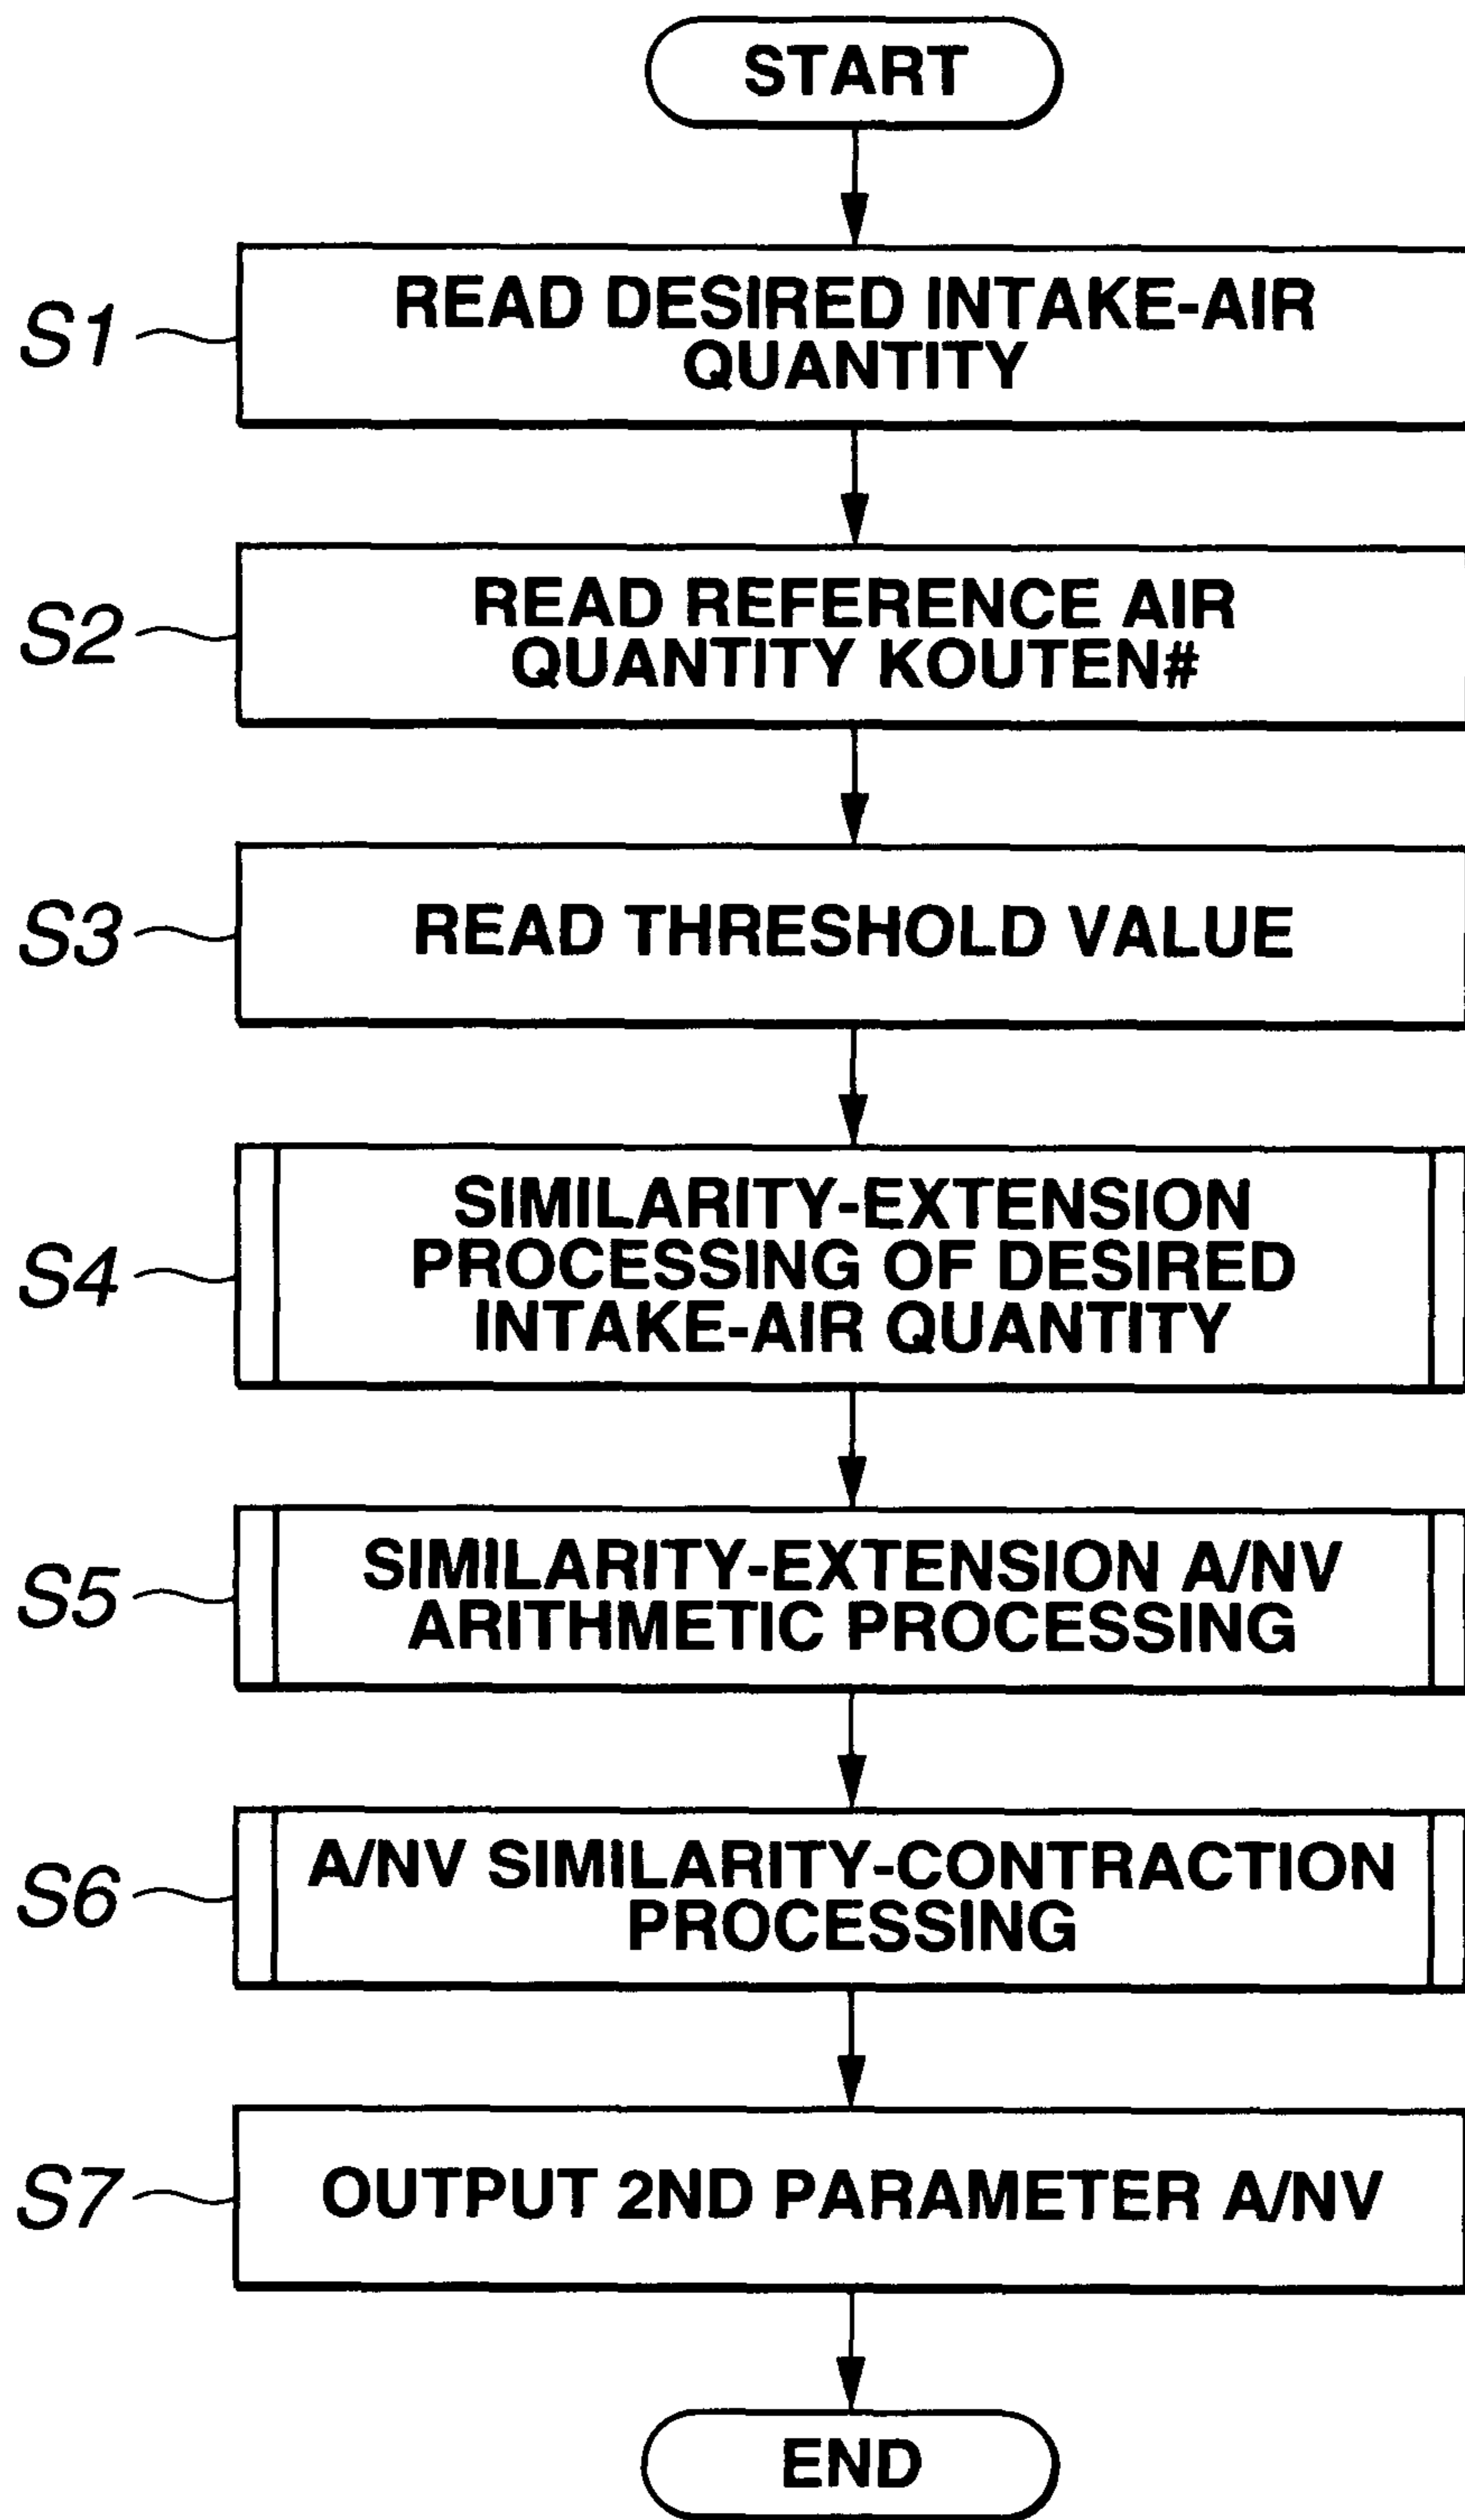 START
S1
READ DESIRED INTAKE-AIR
QUANTITY
S2
READ REFERENCE AIR
QUANTITY KOUTEN#
S3
READ THRESHOLD VALUE
S4
SIMILARITY-EXTENSION
PROCESSING OF DESIRED
INTAKE-AIR QUANTITY
S5
SIMILARITY-EXTENSION A/NV
ARITHMETIC PROCESSING
S6
A/NV SIMILARITY-CONTRACTION
PROCESSING
S7
OUTPUT 2ND PARAMETER A/NV
END